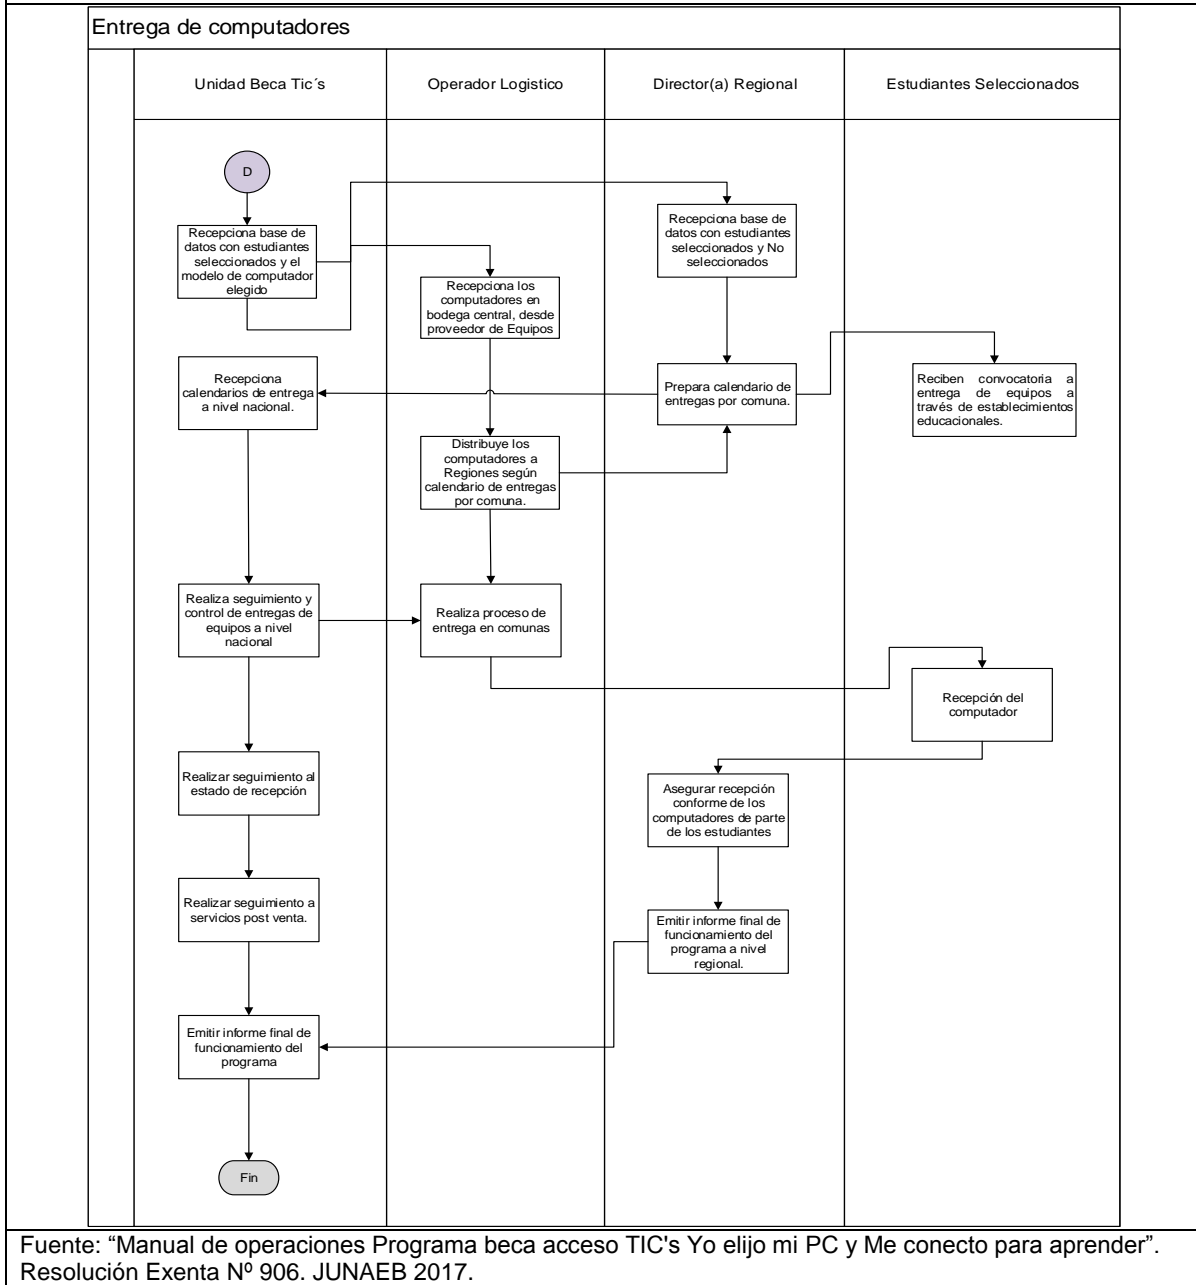 Entrega de computadores
Unidad Beca Tic´s
Operador Logistico
Director(a) Regional
Estudiantes Seleccionados
D
Recepciona base de
datos con estudiantes
seleccionados y el
modelo de computador
elegido
Recepciona base de
datos con estudiantes
seleccionados y No
seleccionados
Recepciona los
computadores en
bodega central, desde
proveedor de Equipos
Recepciona
calendarios de entrega
a nivel nacional.
Prepara calendario de
entregas por comuna.
Reciben convocatoria a
entrega de equipos a
través de establecimientos
educacionales.
Distribuye los
computadores a
Regiones según
calendario de entregas
por comuna.
Realiza seguimiento y
control de entregas de
equipos a nivel
nacional
Realiza proceso de
entrega en comunas
Recepción del
computador
Realizar seguimiento al
estado de recepción
Asegurar recepción
conforme de los
computadores de parte
de los estudiantes
Realizar seguimiento a
servicios post venta.
Emitir informe final de
funcionamiento del
programa a nivel
regional.
Emitir informe final de
funcionamiento del
programa
Fin
Fuente: “Manual de operaciones Programa beca acceso TIC's Yo elijo mi PC y Me conecto para aprender”.
Resolución Exenta Nº 906. JUNAEB 2017.